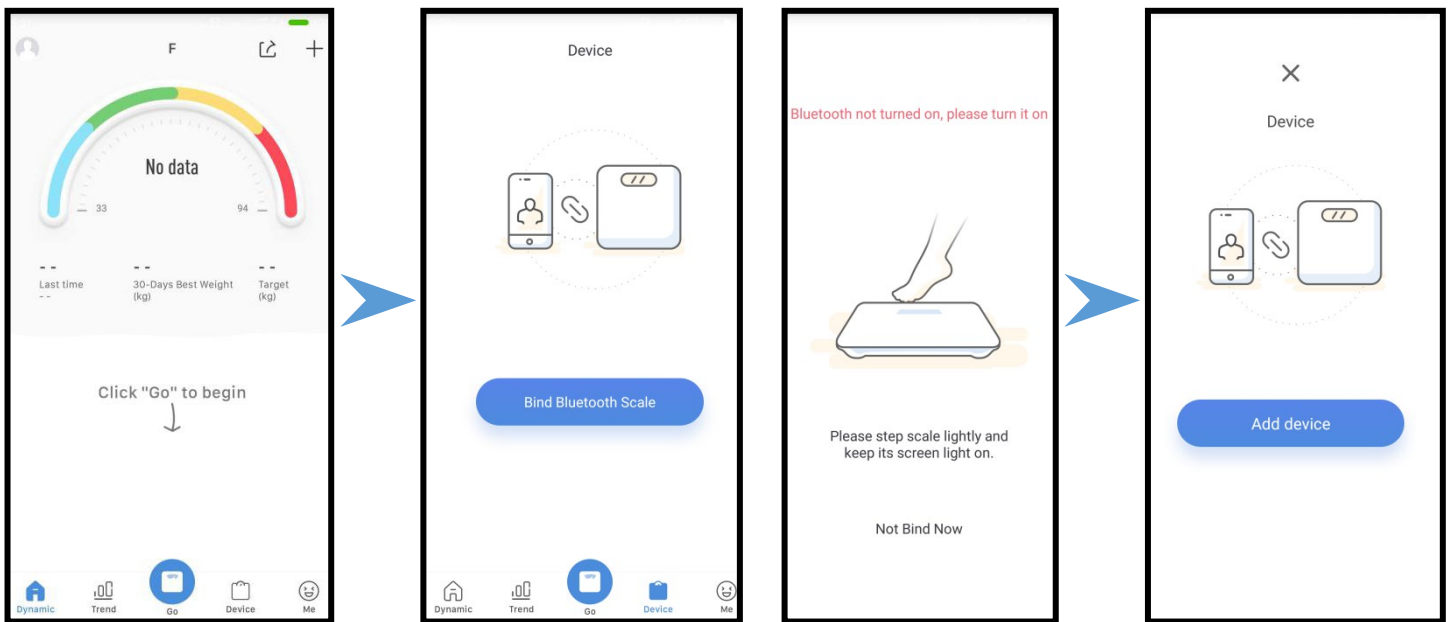 F
No data
33
94
- -
- -
- -
Last time
30-Days Best Weight
Target
- -
(kg)
(kg)
Click "Go" to begin
Dynamic
Trend
Go
Device
Me
Device
Bind Bluetooth Scale
Dynamic
Trend
Go
Device
Me
Bluetooth not turned on, please turn it on
Please step scale lightly and
keep its screen light on.
Not Bind Now
Device
Add device